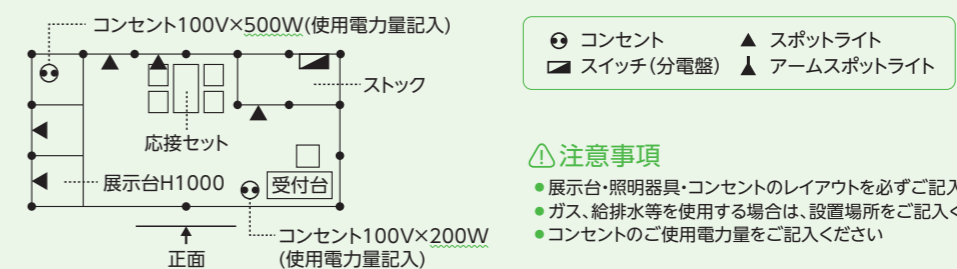 コンセント100V×500W(使用電力量記入)
ストック
応接セット
展示台H1000
受付台
コンセント100V×200W
(使用電力量記入)
正面
コンセント
スポットライト
スイッチ(分電盤)
アームスポットライト
注意事項
●展示台・照明器具・コンセントのレイアウトを必ずご記入
●ガス、給排水等を使用する場合は、設置場所をご記入く
●コンセントのご使用電力量をご記入ください